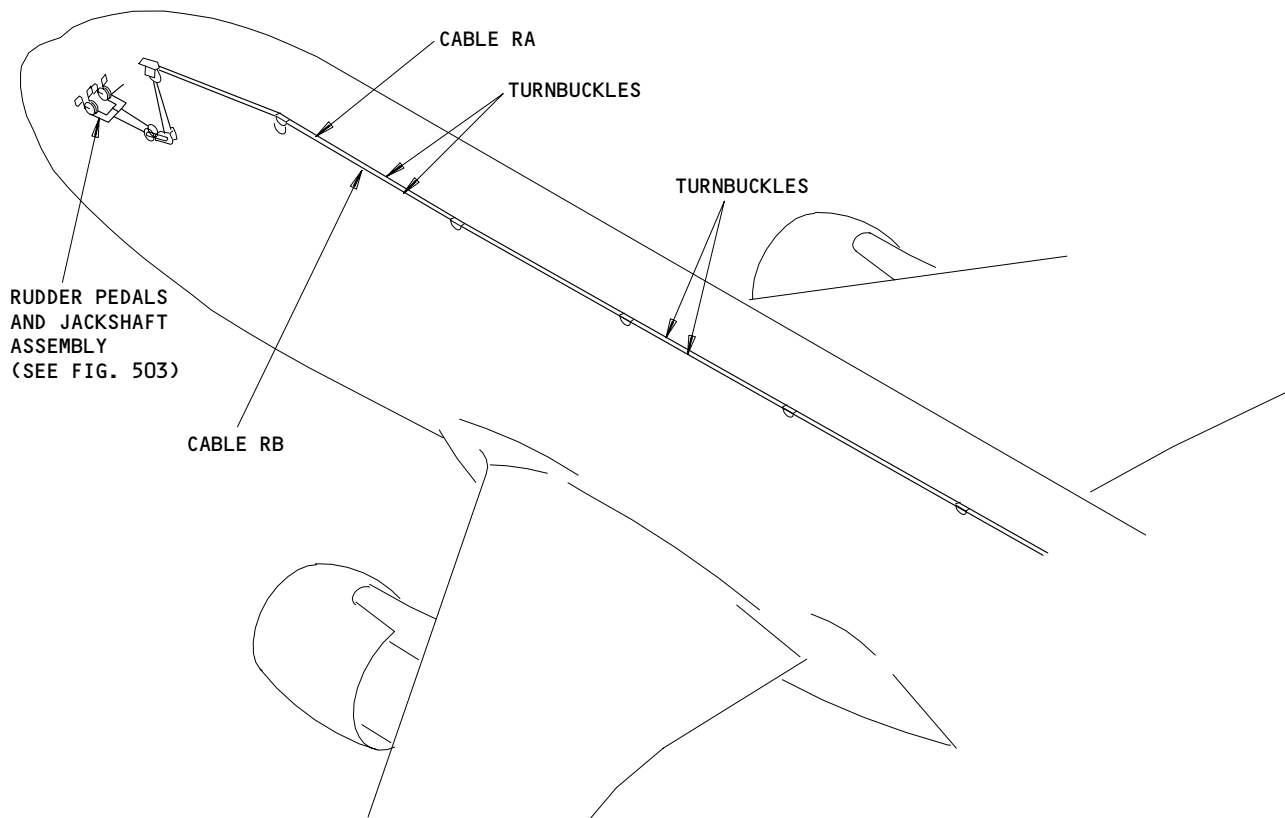 CABLE RA
TURNBUCKLES
TURNBUCKLES
RUDDER PEDALS
AND JACKSHAFT
ASSEMBLY
(SEE FIG. 503)
CABLE RB